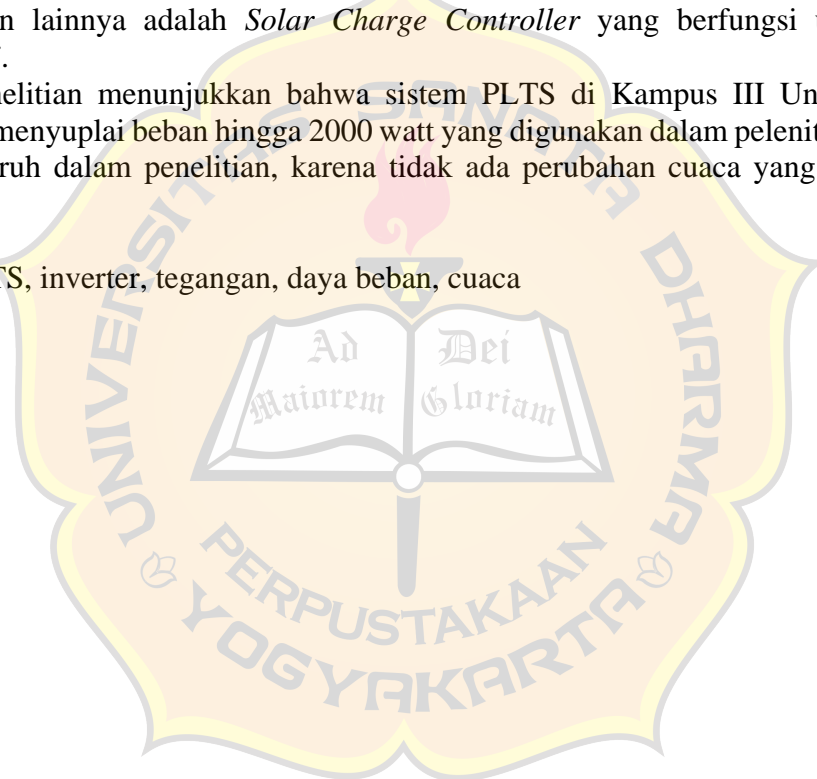 n lainnya adalah Solar Charge Controller yang berfungsi u
.
nelitian menunjukkan bahwa sistem PLTS di Kampus III Un
menyuplai beban hingga 2000 watt yang digunakan dalam pelenit
ruh dalam penelitian, karena tidak ada perubahan cuaca yang
TS, inverter, tegangan, daya beban, cuaca
UNIVERSITAS SANATA DHARMA
Ad Dei
Maiorem Gloriam
PERPUSTAKAAN
YOGYAKARTA